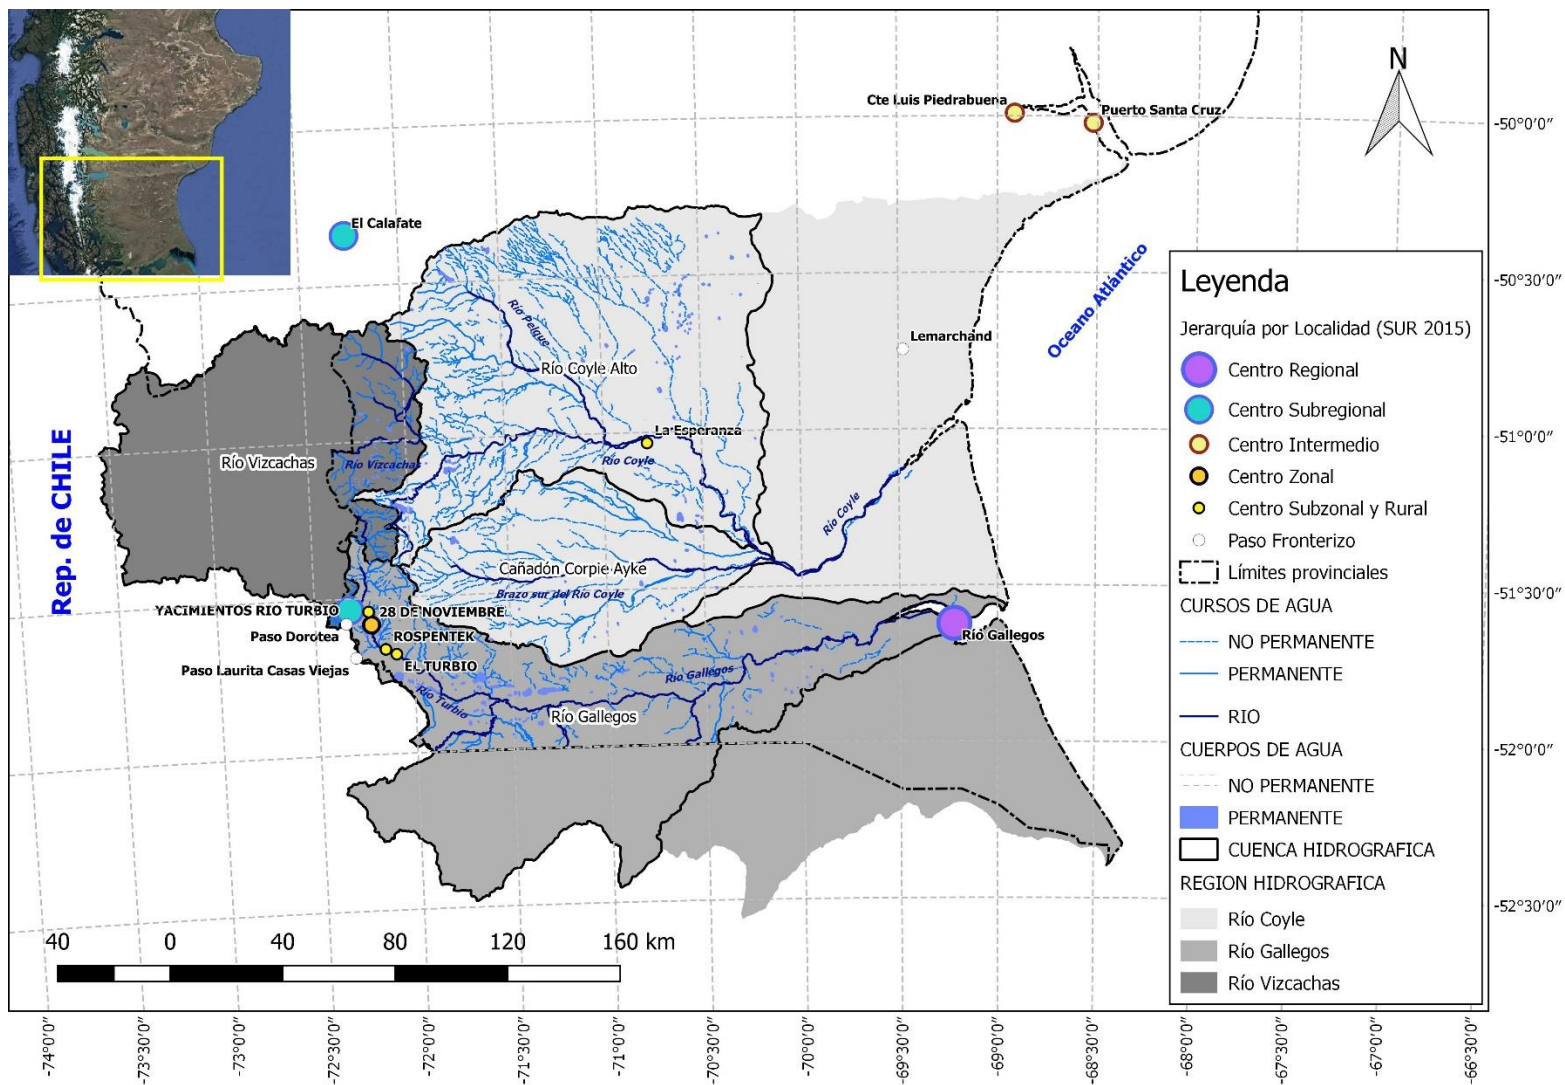 N
Cte Luis Piedrabuena
Puerto Santa Cruz
El Calafate
Oceano Atlántico
Lemarchand
Río Pelque
Río Coyle Alto
La Esperanza
Río Coyle
Río Vizcachas
Río Vizcachas
Rep. de CHILE
Río Coyle
Cañadón Corpie Ayke
Brazo sur del Río Coyle
YACIMIENTOS RIO TURBIO
28 DE NOVIEMBRE
Paso Dorotea
ROSPENTEK
EL TURBIO
Paso Laurita Casas Viejas
Río Gallegos
Río Gallegos
Río Turbio
Río Gallegos
40 0 40 80 120 160 km
Leyenda
Jerarquía por Localidad (SUR 2015)
Centro Regional
Centro Subregional
Centro Intermedio
Centro Zonal
Centro Subzonal y Rural
Paso Fronterizo
Límites provinciales
CURSOS DE AGUA
NO PERMANENTE
PERMANENTE
RIO
CUERPOS DE AGUA
NO PERMANENTE
PERMANENTE
CUENCA HIDROGRAFICA
REGION HIDROGRAFICA
Río Coyle
Río Gallegos
Río Vizcachas
-50°0'0"
-50°30'0"
-51°0'0"
-51°30'0"
-52°0'0"
-52°30'0"
-74°0'0"
-73°30'0"
-73°0'0"
-72°30'0"
-72°0'0"
-71°30'0"
-71°0'0"
-70°30'0"
-70°0'0"
-69°30'0"
-69°0'0"
-68°30'0"
-68°0'0"
-67°30'0"
-67°0'0"
-66°30'0"